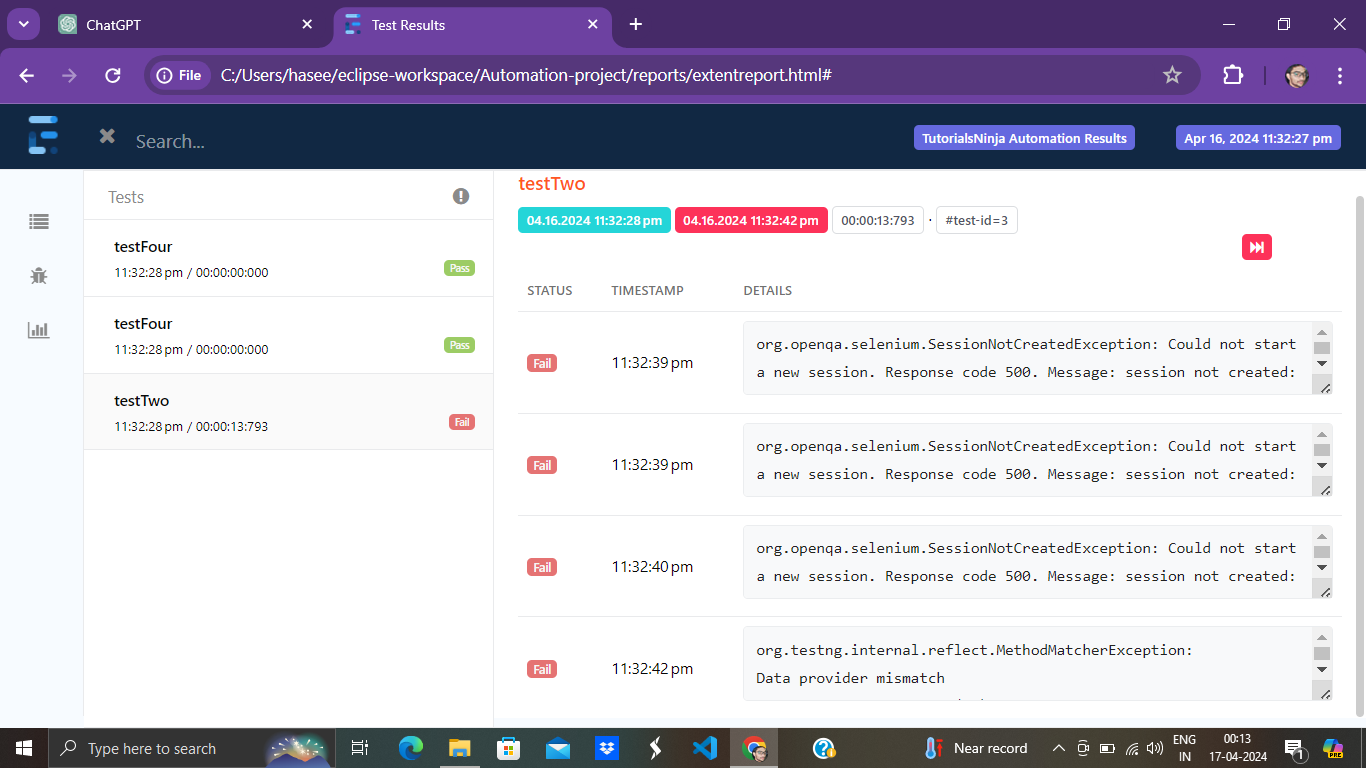 ChatGPT
Test Results
File
C:/Users/hasee/eclipse-workspace/Automation-project/reports/extentreport.html#
Search...
TutorialsNinja Automation Results
Apr 16, 2024 11:32:27 pm
Tests
testFour
11:32:28 pm / 00:00:00:000
Pass
testFour
11:32:28 pm / 00:00:00:000
Pass
testTwo
11:32:28 pm / 00:00:13:793
Fail
testTwo
04.16.2024 11:32:28 pm 04.16.2024 11:32:42 pm 00:00:13:793 · #test-id=3
STATUS TIMESTAMP DETAILS
Fail 11:32:39 pm
org.openqa.selenium.SessionNotCreatedException: Could not start
a new session. Response code 500. Message: session not created:
Fail 11:32:39 pm
org.openqa.selenium.SessionNotCreatedException: Could not start
a new session. Response code 500. Message: session not created:
Fail 11:32:40 pm
org.openqa.selenium.SessionNotCreatedException: Could not start
a new session. Response code 500. Message: session not created:
Fail 11:32:42 pm
org.testng.internal.reflect.MethodMatcherException:
Data provider mismatch
Type here to search
Near record
ENG
IN
00:13
17-04-2024
1
PRE